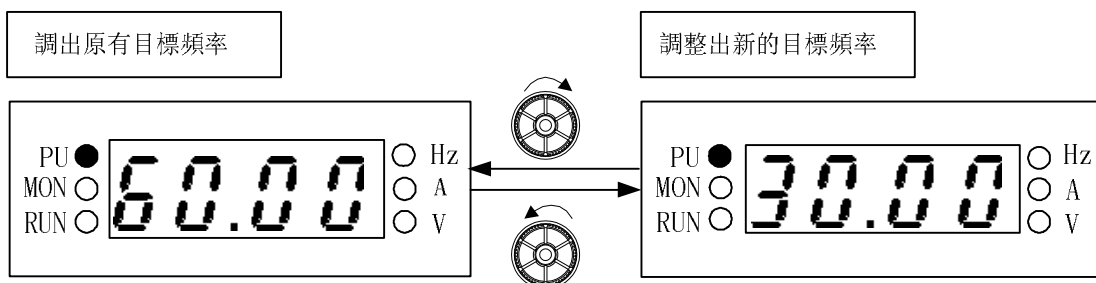 調出原有目標頻率
調整出新的目標頻率
PU 60.00 Hz
MON A
RUN V
PU 30.00 Hz
MON A
RUN V